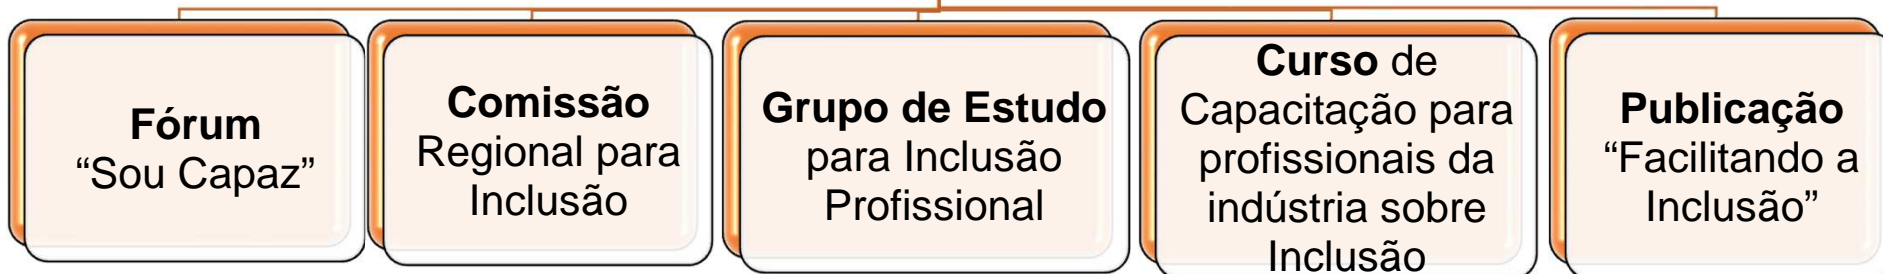 Fórum
“Sou Capaz”
Comissão
Regional para
Inclusão
Grupo de Estudo
para Inclusão
Profissional
Curso de
Capacitação para
profissionais da
indústria sobre
Inclusão
Publicação
“Facilitando a
Inclusão”